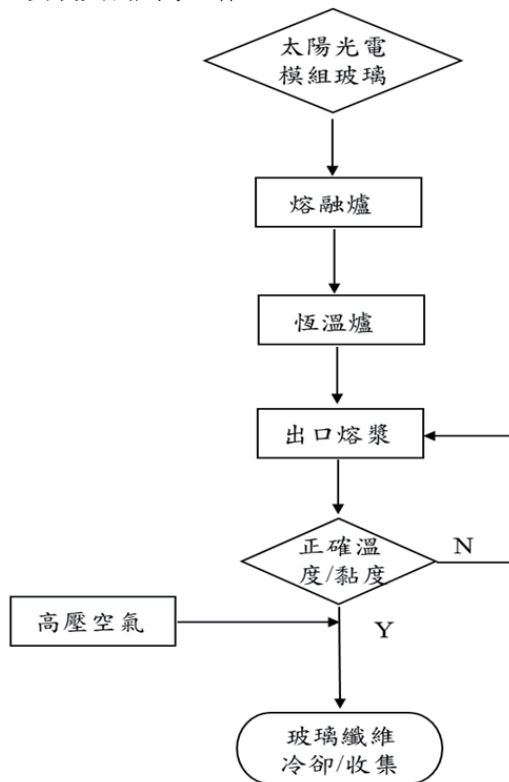 太陽光電
模組玻璃
熔融爐
恆溫爐
出口熔漿
正確溫
度/黏度
N
高壓空氣
Y
玻璃纖維
冷卻/收集